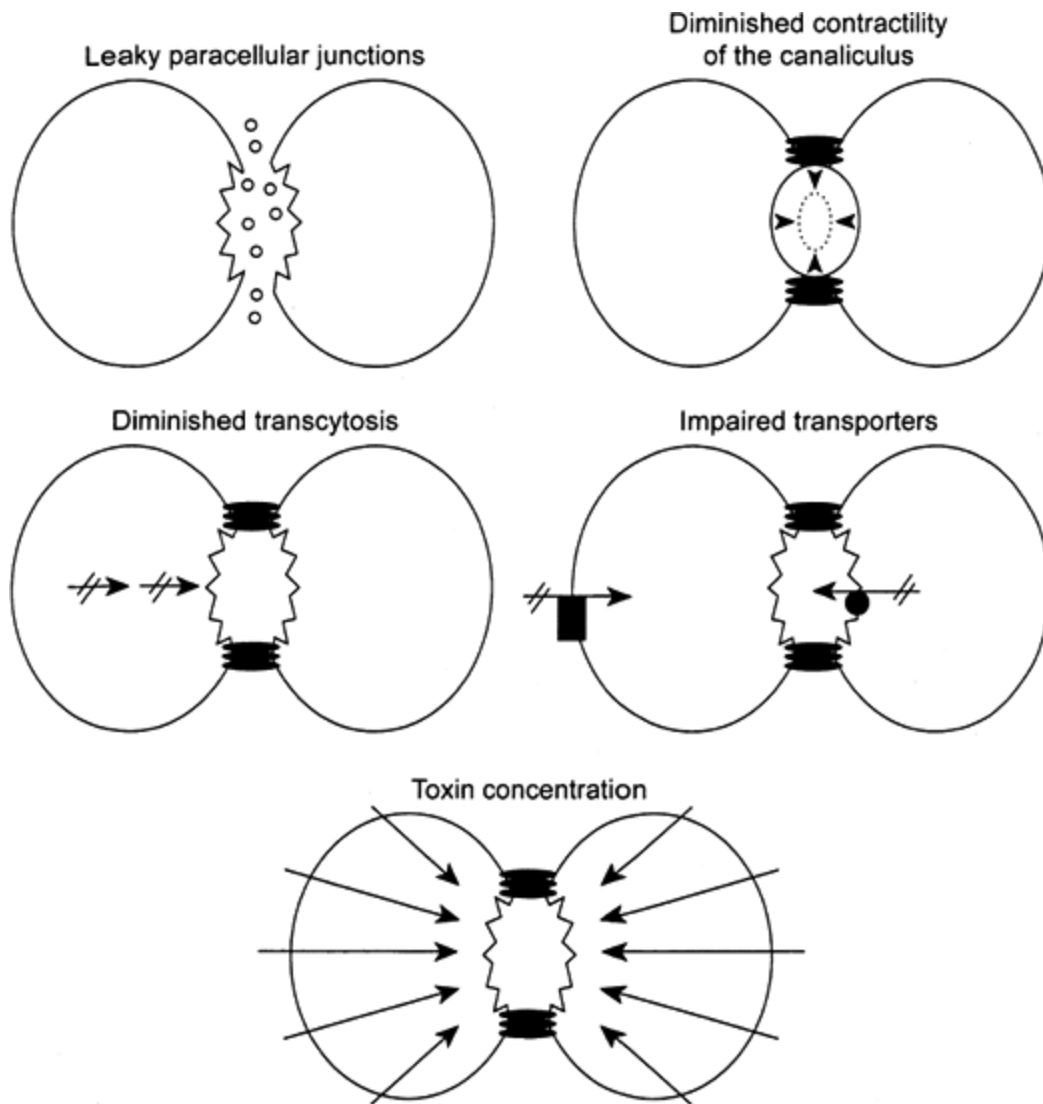 Leaky paracellular junctions
Diminished contractility
of the canaliculus
Diminished transcytosis
Impaired transporters
Toxin concentration